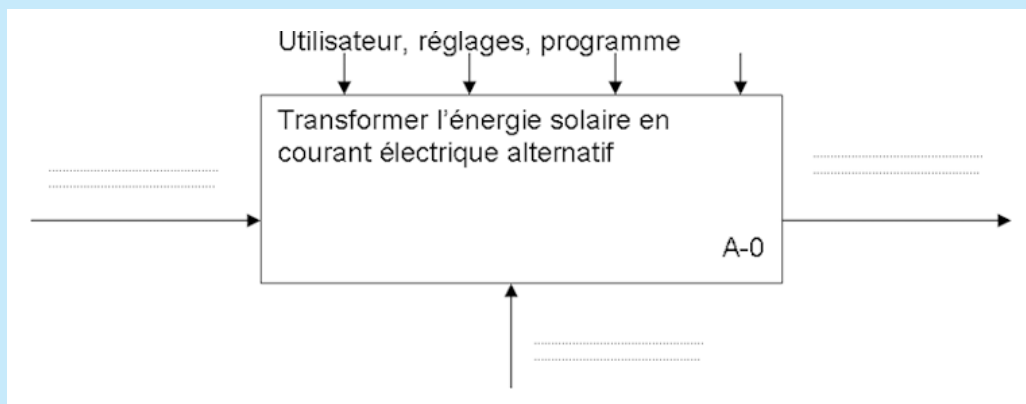 Utilisateur, réglages, programme
Transformer l'énergie solaire en
courant électrique alternatif
A-0